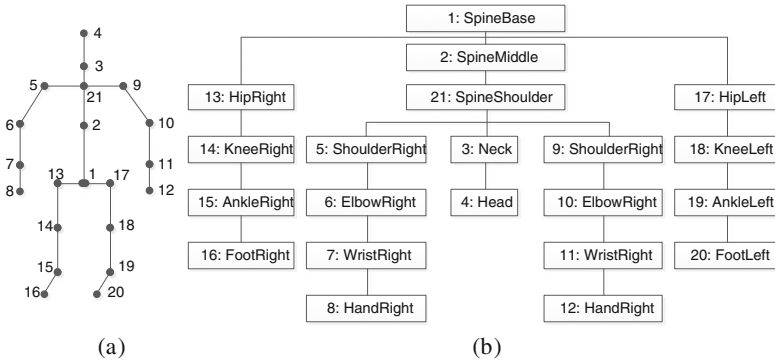 4
3
5
9
21
6
10
2
7
11
8
12
13
1
17
14
18
15
19
16
20
(a)
1: SpineBase
2: SpineMiddle
13: HipRight
21: SpineShoulder
17: HipLeft
14: KneeRight
5: ShoulderRight
3: Neck
9: ShoulderRight
18: KneeLeft
15: AnkleRight
6: ElbowRight
4: Head
10: ElbowRight
19: AnkleLeft
16: FootRight
7: WristRight
11: WristRight
20: FootLeft
8: HandRight
12: HandRight
(b)